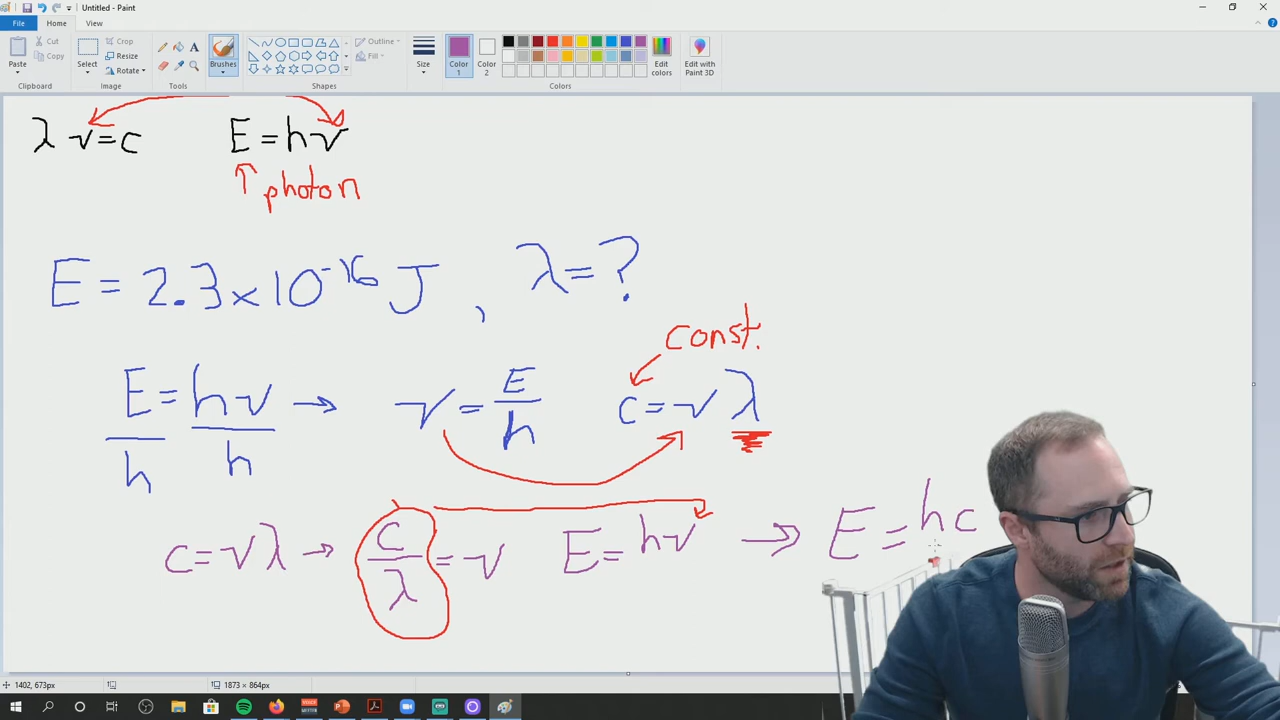 Untitled - Paint
File Home View
Paste Cut Copy Clipboard
Select Crop Resize Rotate Image
Tools
Brushes
Outline Fill Shapes
Size
Color 1 Color 2 Edit colors Colors
Edit with Paint 3D
λ ν = c E = hν
↑ photon
E = 2.3 × 10⁻¹⁶ J , λ = ?
const.
E = hν → ν = E/h c = ν λ
h h
c = νλ → c/λ = ν E = hν → E = hc
1402, 673px 1873 × 864px